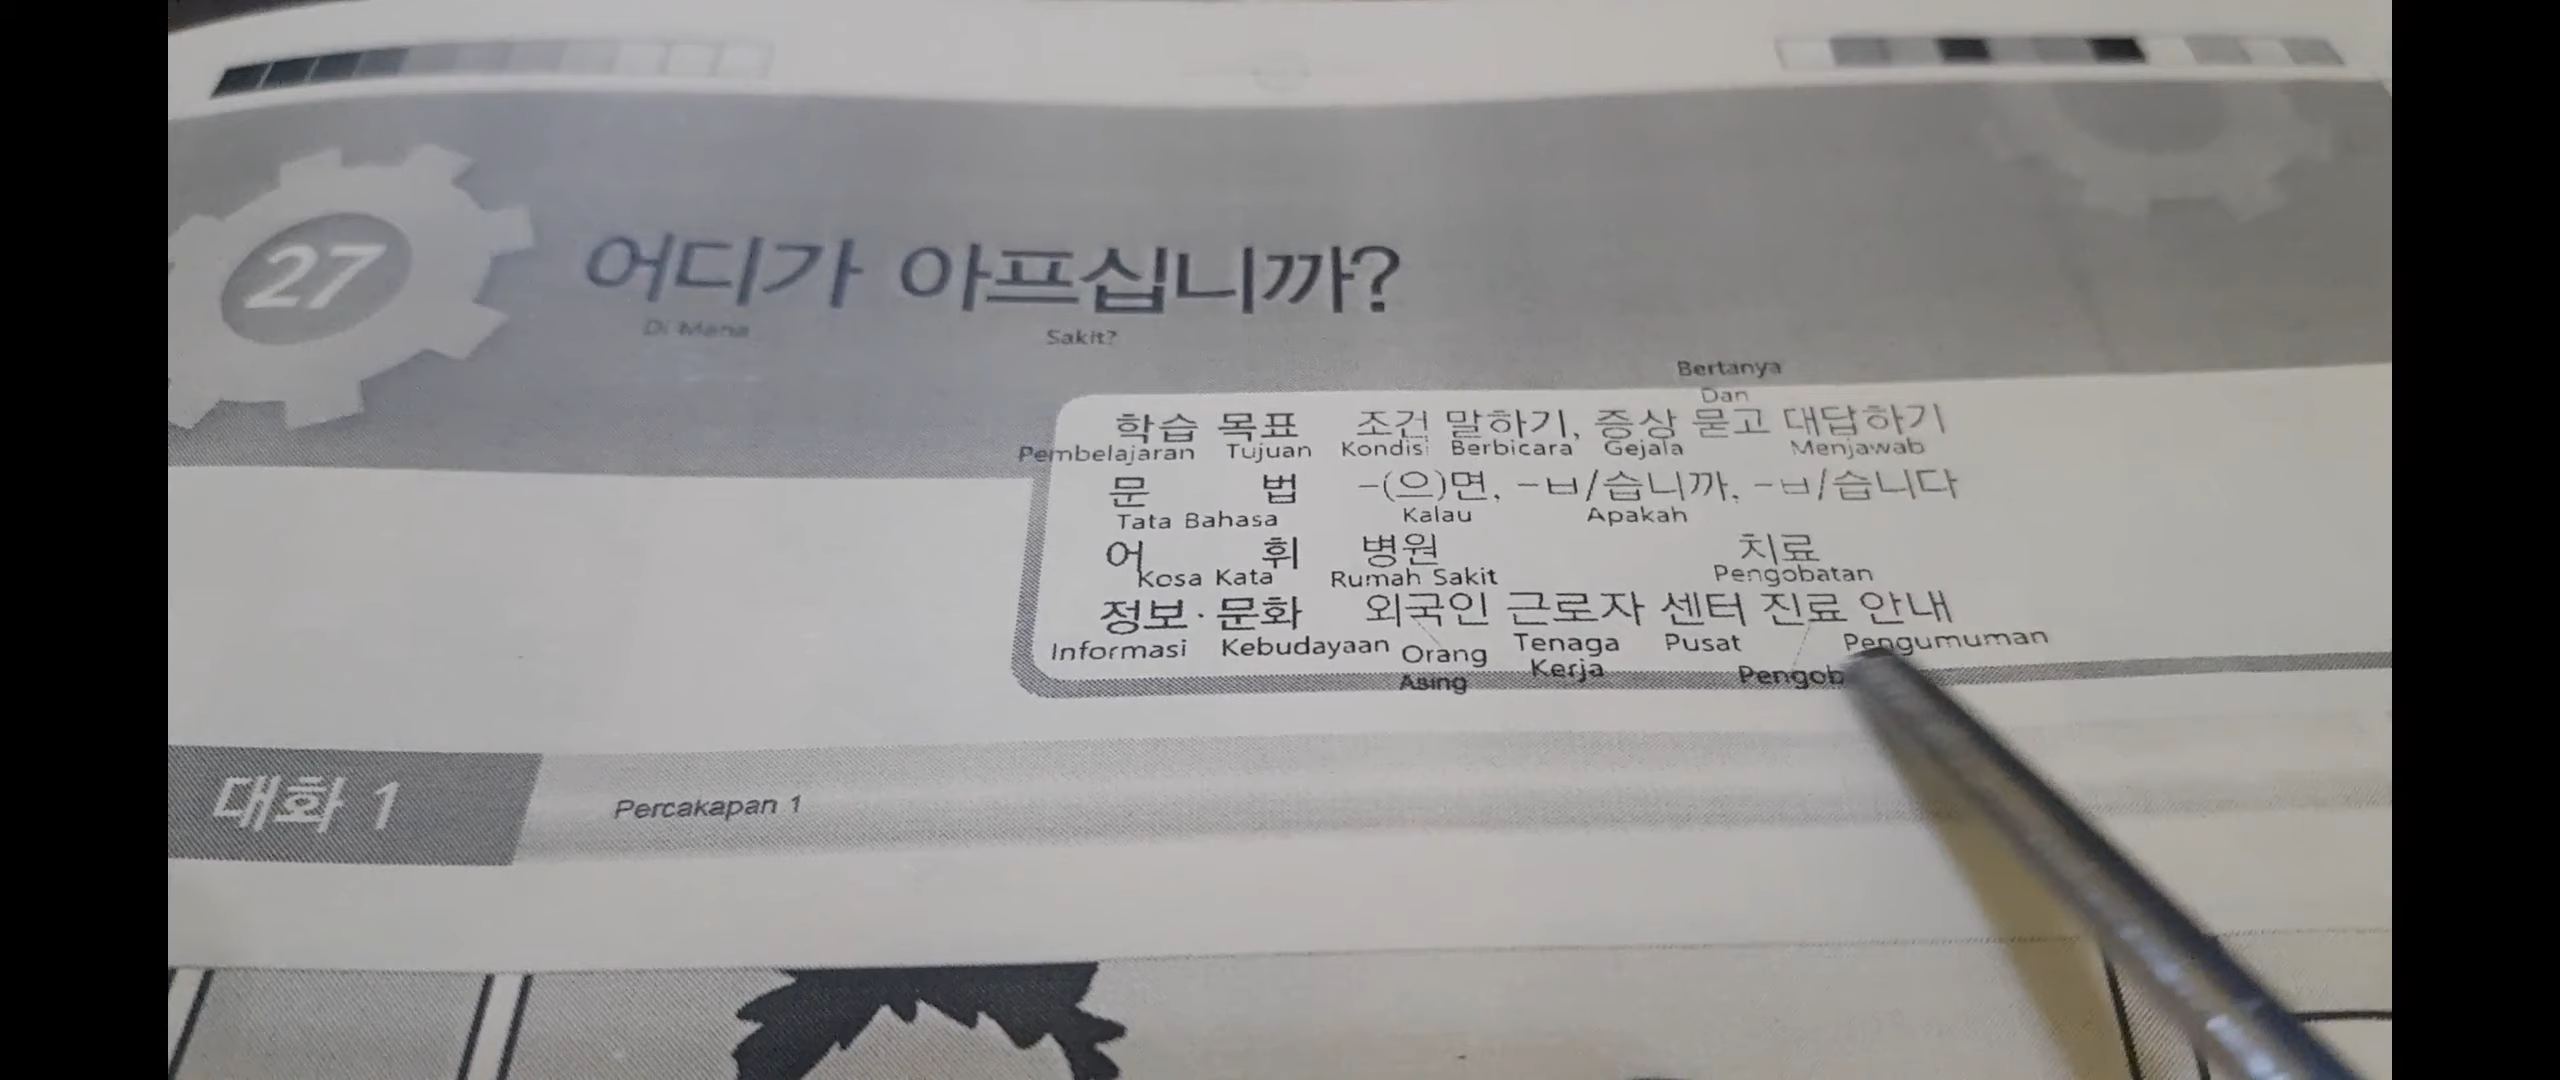 27
어디가 아프십니까?
Di Mana Sakit?
Bertanya
Dan
학습 목표 조건 말하기, 증상 묻고 대답하기
Pembelajaran Tujuan Kondisi Berbicara Gejala Menjawab
문 법 -(으)면, -ㅂ/습니까, -ㅂ/습니다
Tata Bahasa Kalau Apakah
어 휘 병원 치료
Kosa Kata Rumah Sakit Pengobatan
정보·문화 외국인 근로자 센터 진료 안내
Informasi Kebudayaan Orang Tenaga Pusat Pengumuman
Asing Kerja
대화 1 Percakapan 1